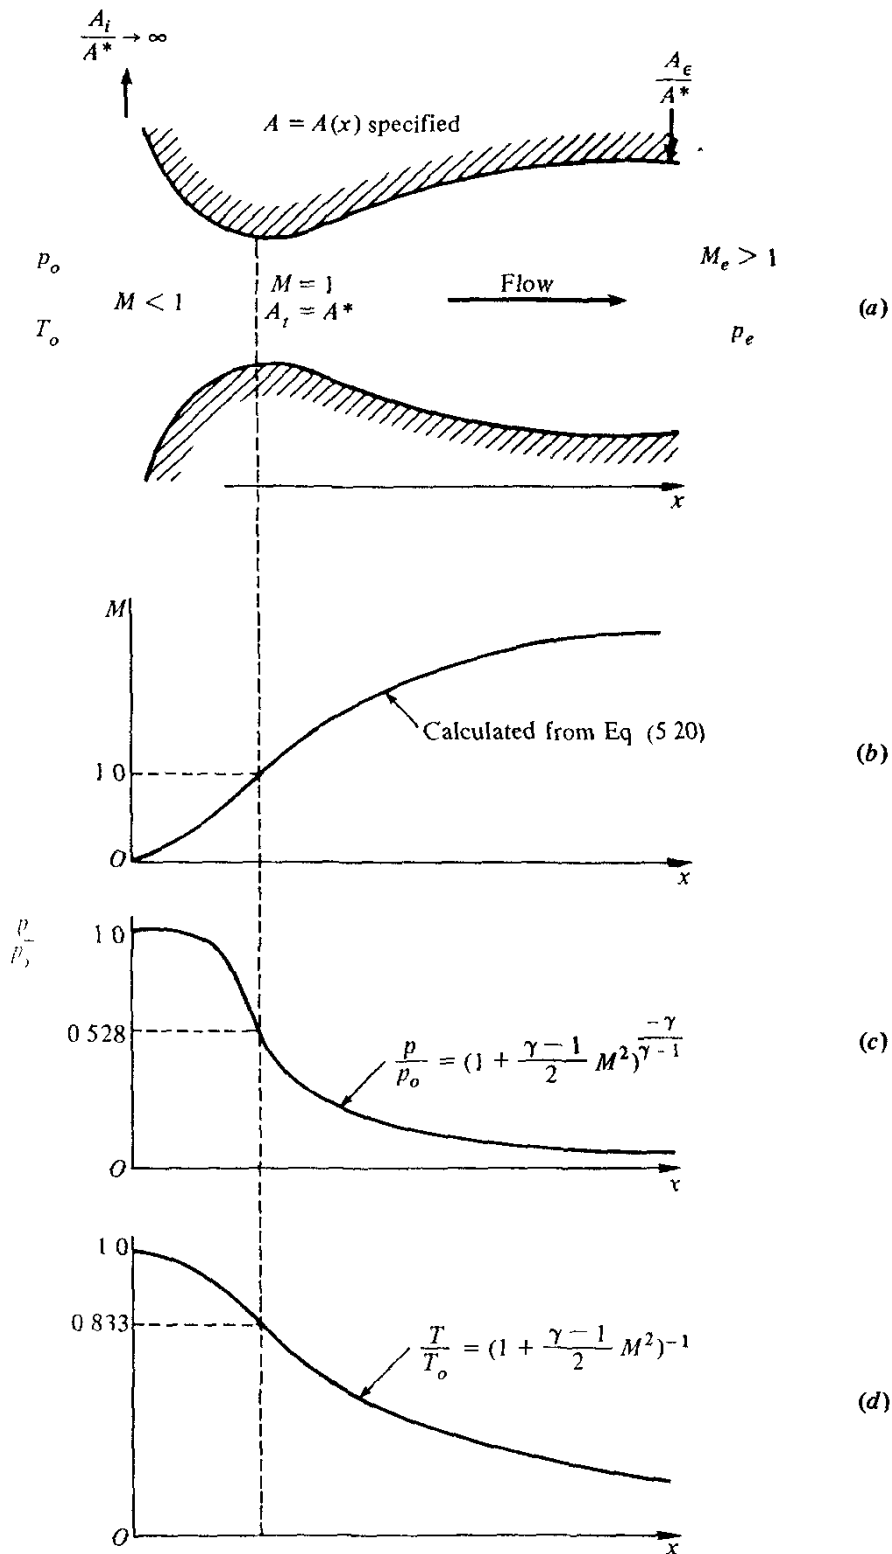 A_i / A* → ∞
A_e / A*
A = A(x) specified
p_o
T_o
M < 1
M = 1
A_t = A*
Flow
M_e > 1
p_e
(a)
x
M
Calculated from Eq (5 20)
1 0
O
x
(b)
1 0
0 528
p / p_o = (1 + (γ - 1)/2 M²)^(-γ/(γ - 1))
O
x
(c)
1 0
0 833
T / T_o = (1 + (γ - 1)/2 M²)^-1
O
x
(d)